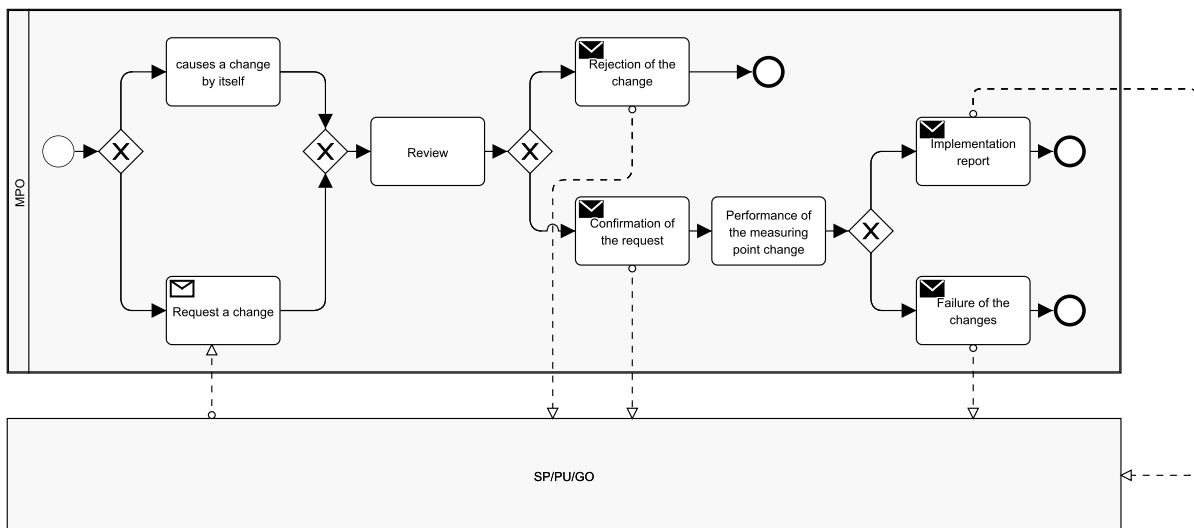 MPO
causes a change
by itself
Request a change
Review
Rejection of the
change
Confirmation of
the request
Performance of
the measuring
point change
Implementation
report
Failure of the
changes
SP/PU/GO